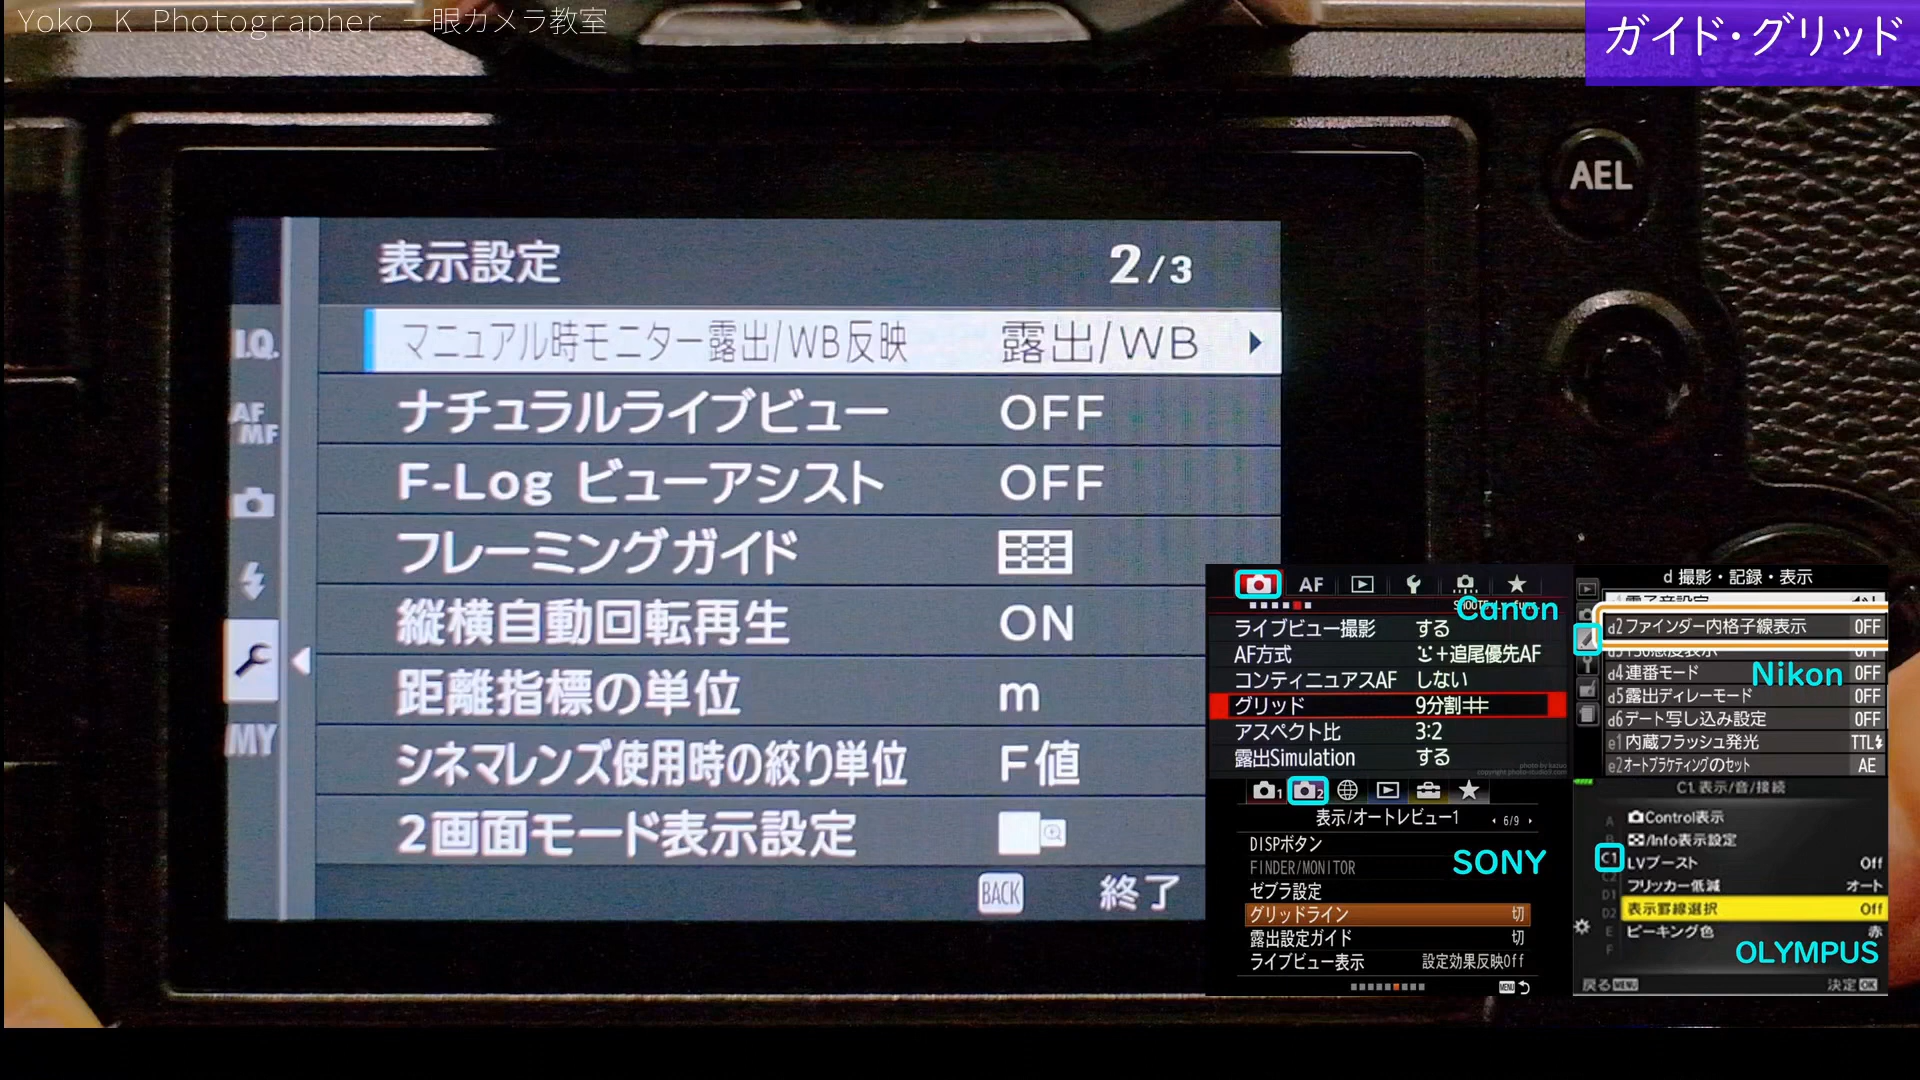 Yoko K Photographer 一眼カメラ教室
ガイド・グリッド
AEL
表示設定 2/3
マニュアル時モニター露出/WB反映 露出/WB
ナチュラルライブビュー OFF
F-Log ビューアシスト OFF
フレーミングガイド
縦横自動回転再生 ON
距離指標の単位 m
シネマレンズ使用時の絞り単位 F値
2画面モード表示設定
BACK 終了
I.Q.
AF
MF
MY
AF
Canon
ライブビュー撮影 する
AF方式 +追尾優先AF
コンティニュアスAF しない
グリッド 9分割
アスペクト比 3:2
露出Simulation する
d 撮影・記録・表示
d2ファインダー内格子線表示 OFF
d4連番モード OFF
Nikon
d5露出ディレーモード OFF
d6デート写し込み設定 OFF
e1内蔵フラッシュ発光 TTL
e2オートブラケティングのセット AE
1 2
表示/オートレビュー1 6/9
DISPボタン
FINDER/MONITOR
SONY
ゼブラ設定
グリッドライン 切
露出設定ガイド 切
ライブビュー表示 設定効果反映Off
MENU
C1.表示/音/接続
Control表示
/Info表示設定
C1 LVブースト Off
フリッカー低減 オート
表示罫線選択 Off
ピーキング色 赤
OLYMPUS
戻る MENU 決定 OK